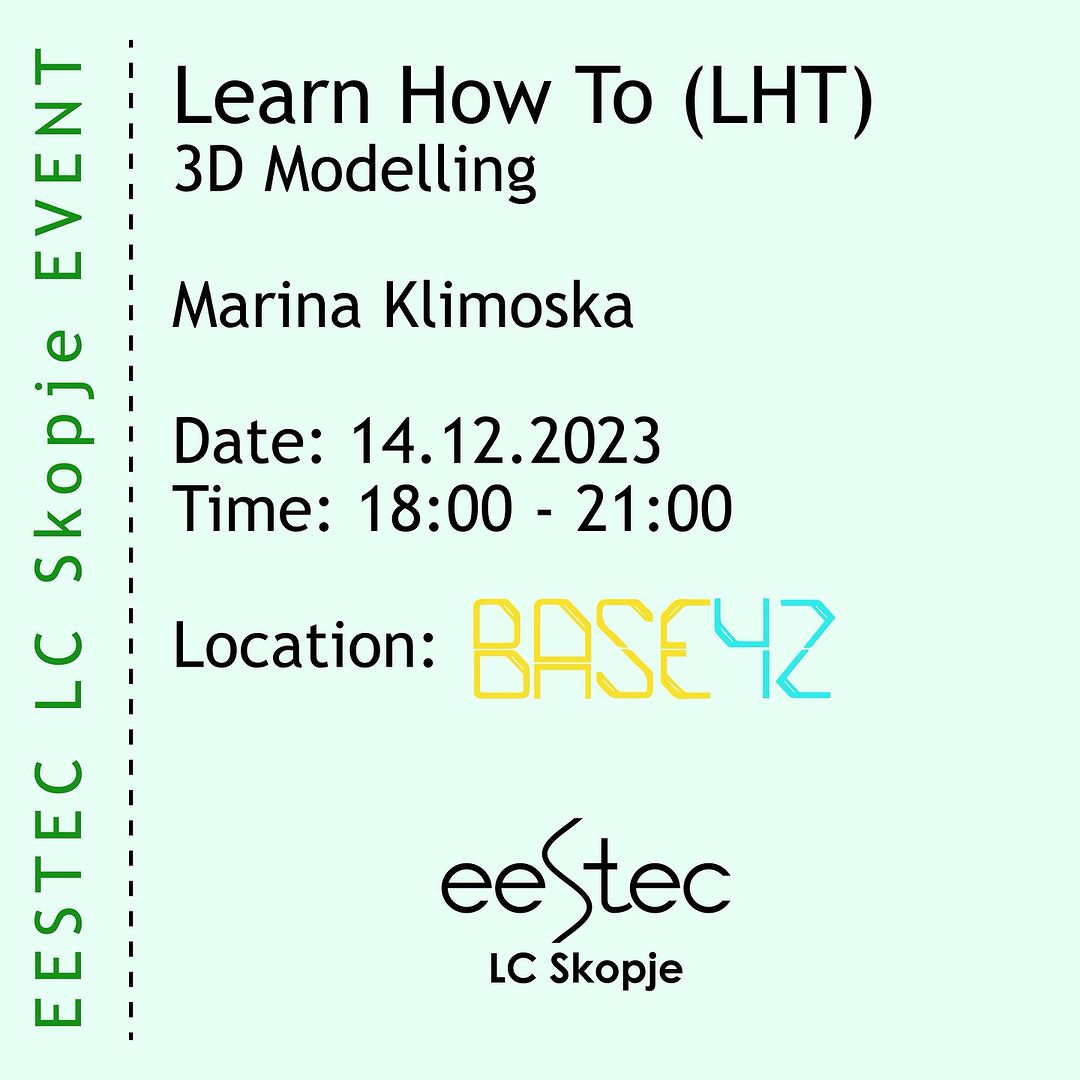 EESTEC LC Skopje EVENT
Learn How To (LHT)
3D Modelling
Marina Klimoska
Date: 14.12.2023
Time: 18:00 - 21:00
Location: BASE42
eeStec
LC Skopje